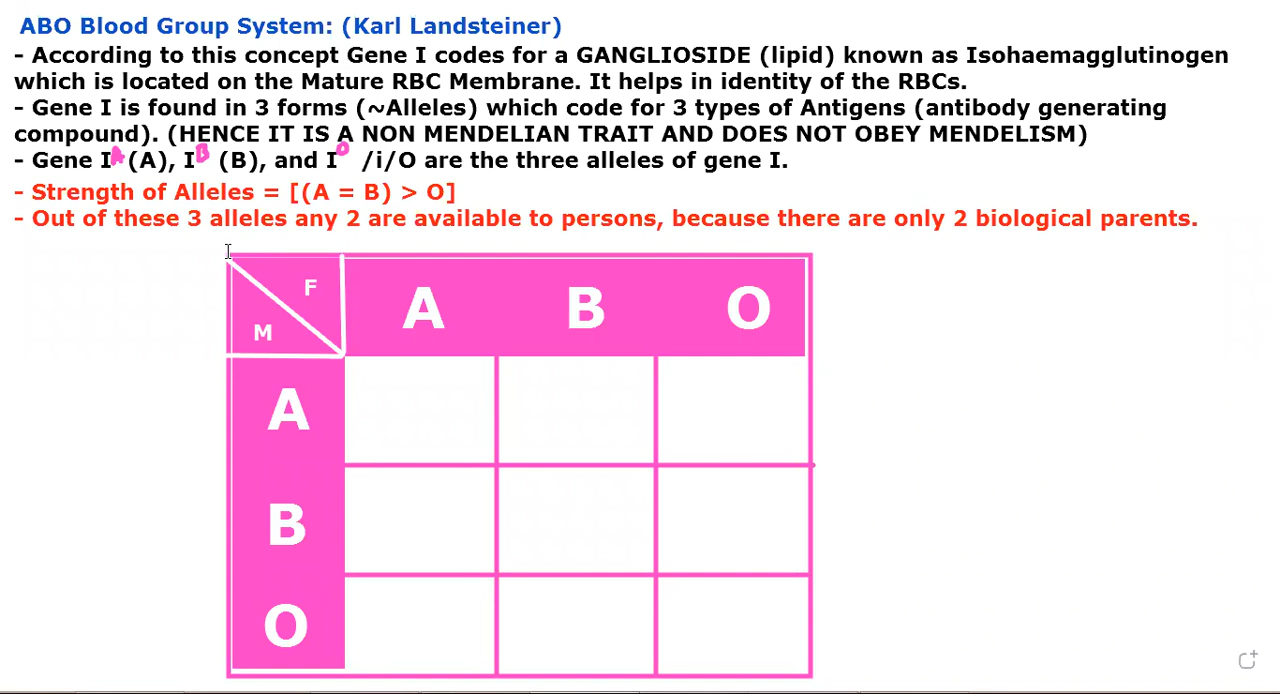 ABO Blood Group System: (Karl Landsteiner)
- According to this concept Gene I codes for a GANGLIOSIDE (lipid) known as Isohaemagglutinogen
which is located on the Mature RBC Membrane. It helps in identity of the RBCs.
- Gene I is found in 3 forms (~Alleles) which code for 3 types of Antigens (antibody generating
compound). (HENCE IT IS A NON MENDELIAN TRAIT AND DOES NOT OBEY MENDELISM)
- Gene I^A (A), I^B (B), and I^O /i/O are the three alleles of gene I.
- Strength of Alleles = [(A = B) > O]
- Out of these 3 alleles any 2 are available to persons, because there are only 2 biological parents.
F
M
A B O
A
B
O